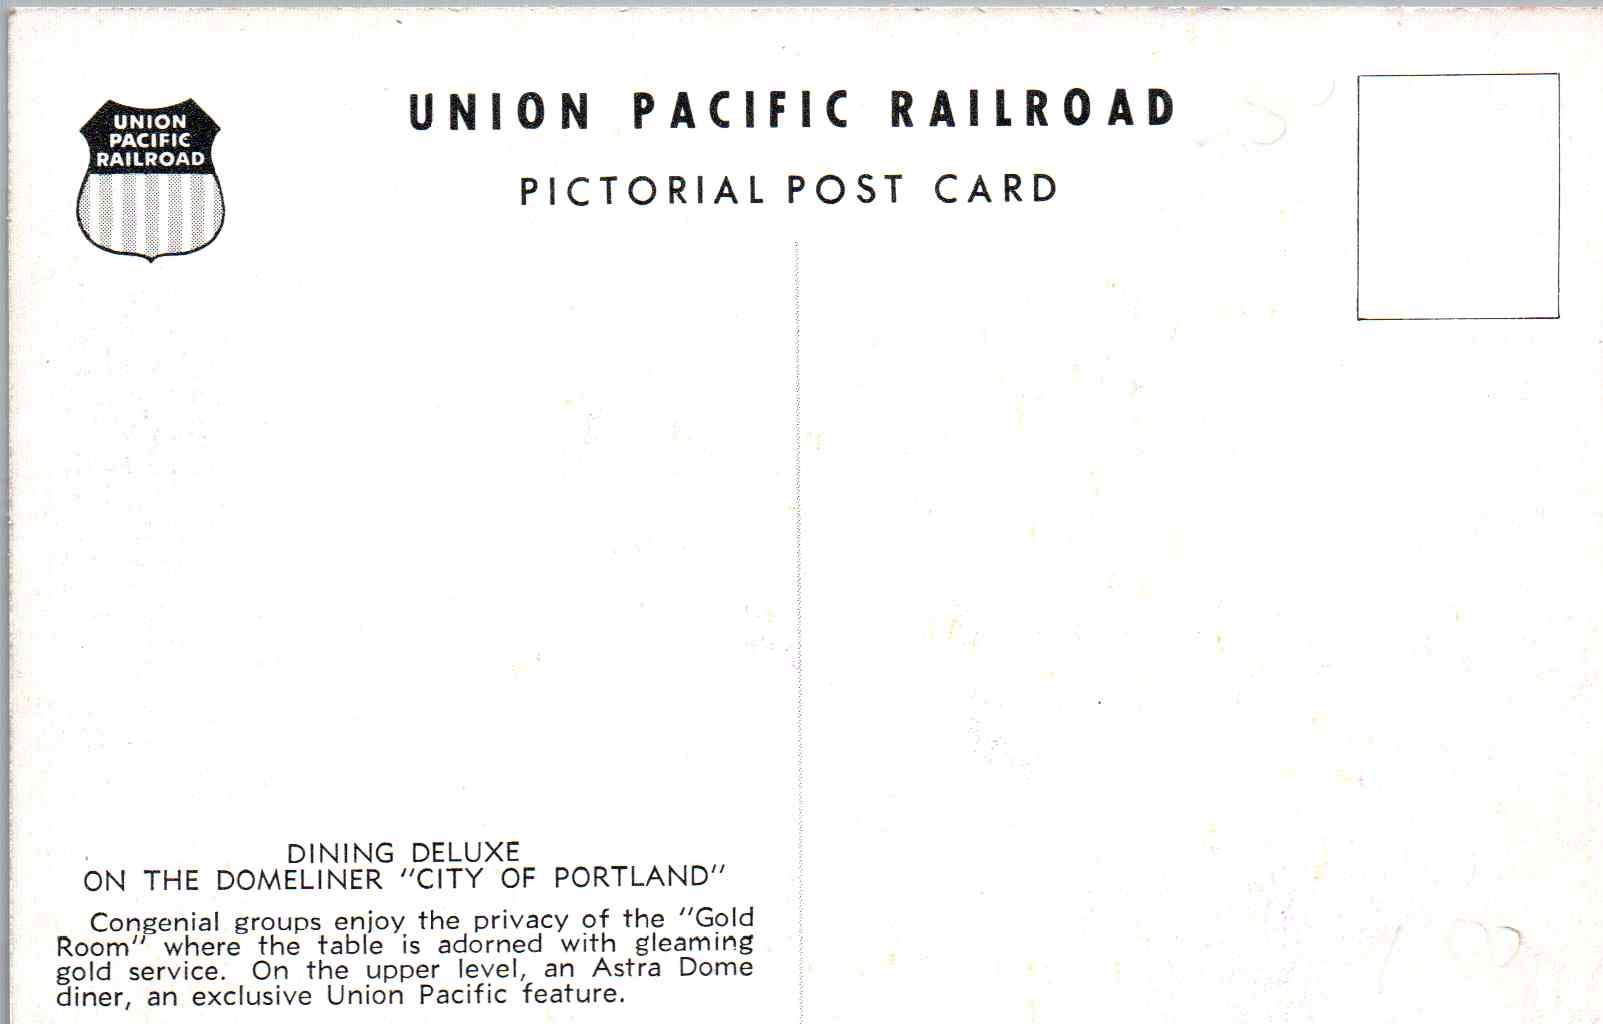 UNION
PACIFIC
RAILROAD
UNION PACIFIC RAILROAD
PICTORIAL POST CARD
DINING DELUXE
ON THE DOMELINER "CITY OF PORTLAND"
Congenial groups enjoy the privacy of the "Gold
Room" where the table is adorned with gleaming
gold service. On the upper level, an Astra Dome
diner, an exclusive Union Pacific feature.